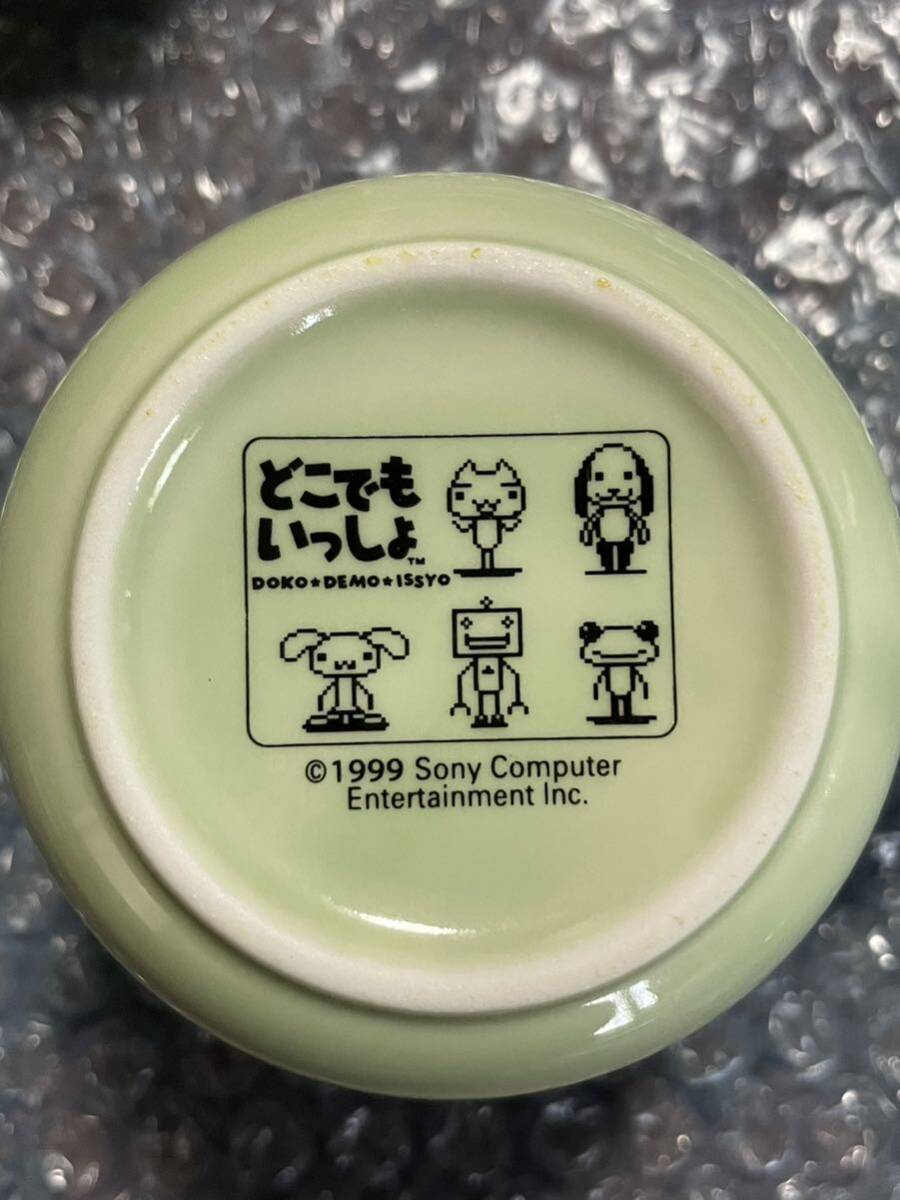 どこでも
いっしょ™
DOKO★DEMO★ISSYO
©1999 Sony Computer
Entertainment Inc.